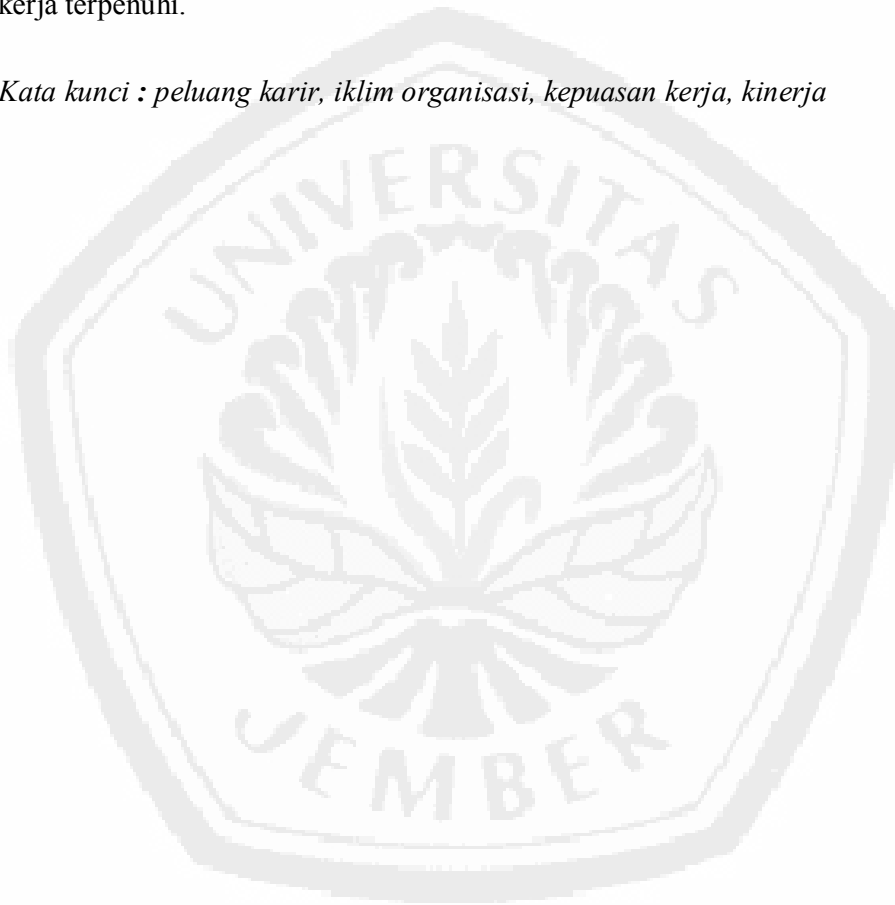 kerja terpenuhi.
Kata kunci : peluang karir, iklim organisasi, kepuasan kerja, kinerja
UNIVERSITAS
JEMBER